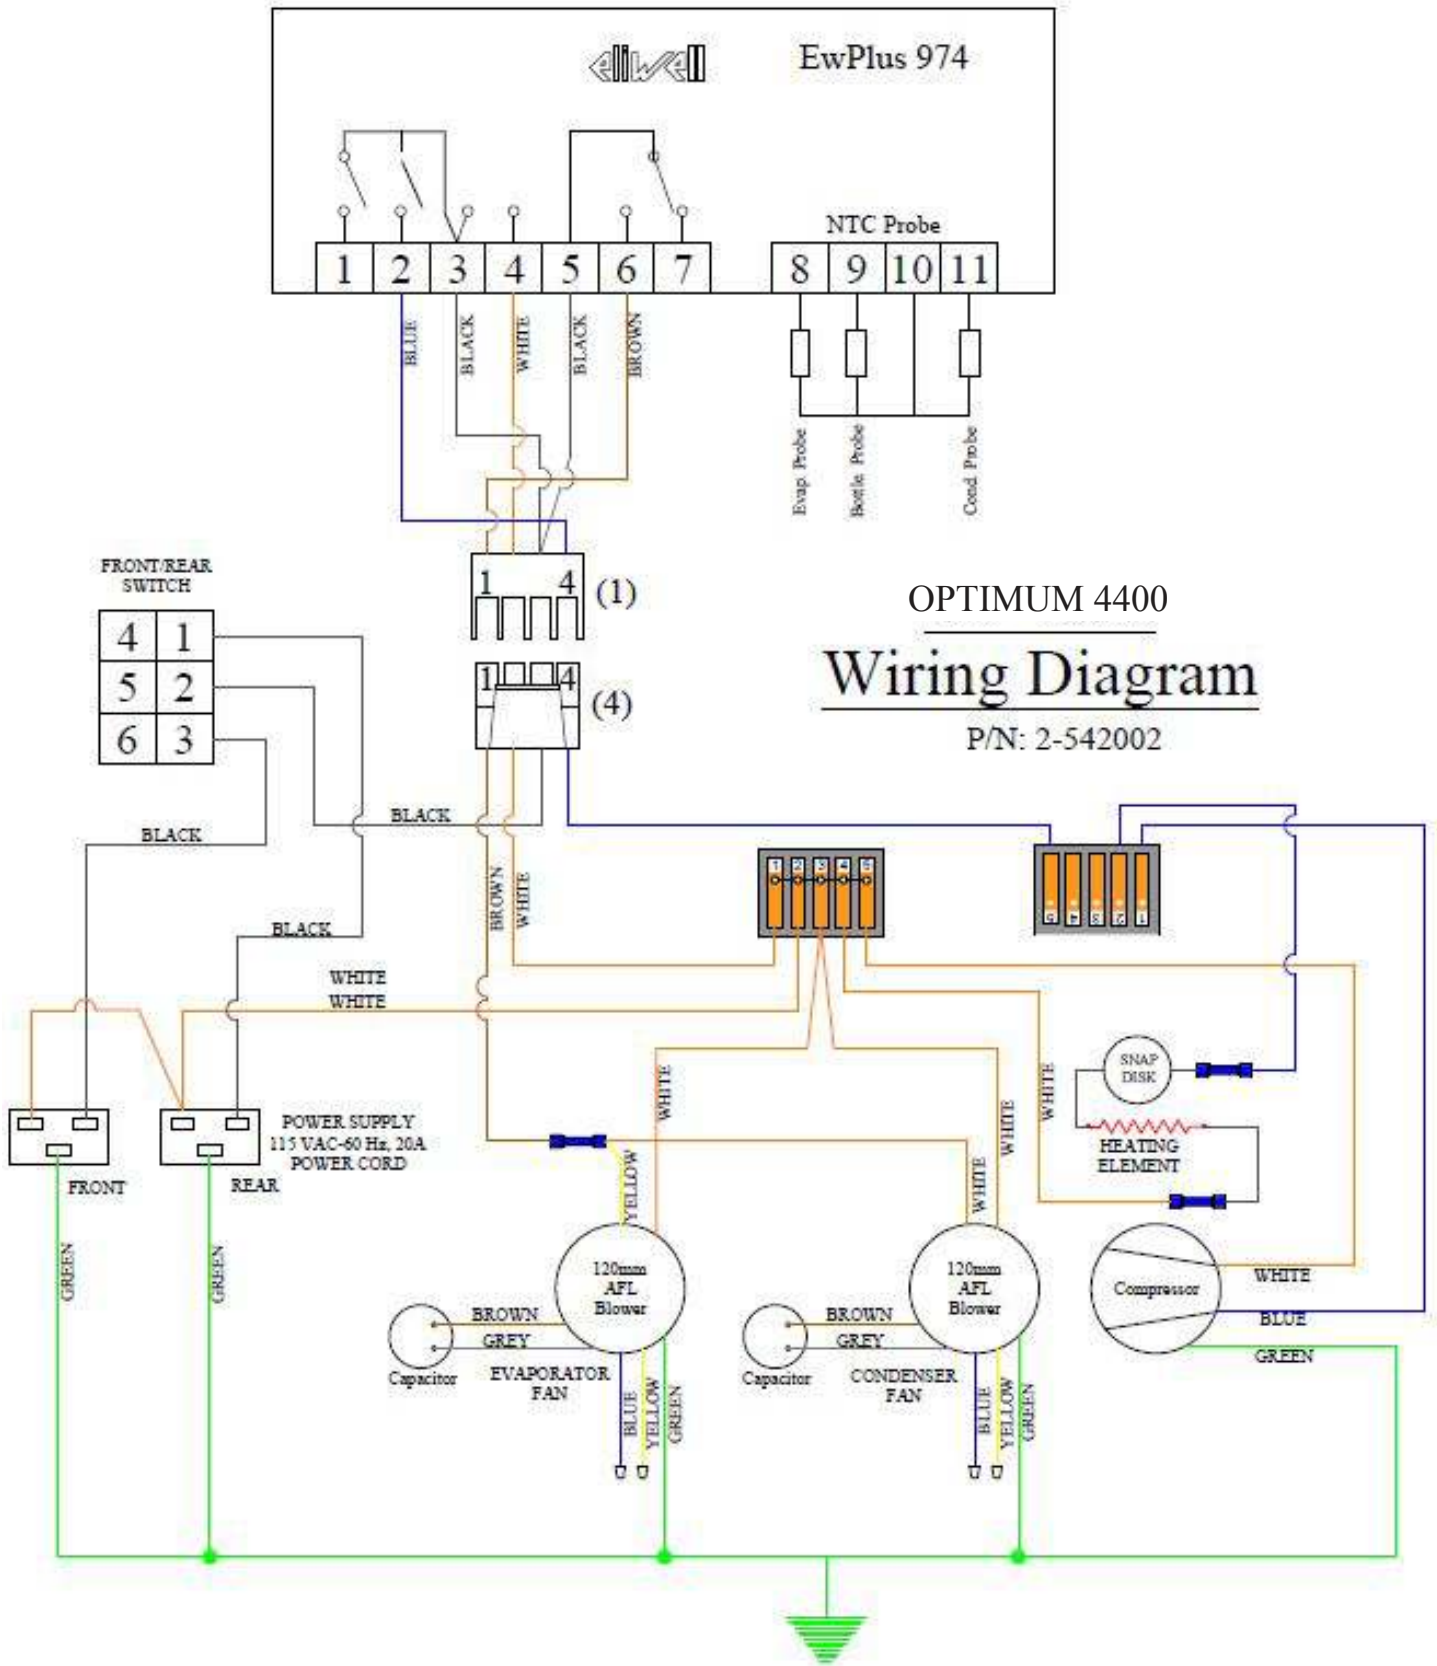 eliwell
EwPlus 974
NTC Probe
1 2 3 4 5 6 7
8 9 10 11
BLUE
BLACK
WHITE
BLACK
BROWN
Evap. Probe
Bottle Probe
Cond. Probe
FRONT/REAR
SWITCH
4 1
5 2
6 3
1 4
(1)
1 4
(4)
OPTIMUM 4400
Wiring Diagram
P/N: 2-542002
BLACK
BLACK
BLACK
BROWN
WHITE
1 2 3 4 5
5 4 3 2 1
WHITE
WHITE
WHITE
WHITE
WHITE
WHITE
SNAP
DISK
HEATING
ELEMENT
POWER SUPPLY
115 VAC-60 Hz, 20A
POWER CORD
FRONT
REAR
YELLOW
GREEN
GREEN
120mm
AFL
Blower
120mm
AFL
Blower
Compressor
WHITE
BLUE
GREEN
BROWN
GREY
Capacitor
EVAPORATOR
FAN
BROWN
GREY
Capacitor
CONDENSER
FAN
BLUE
YELLOW
GREEN
BLUE
YELLOW
GREEN